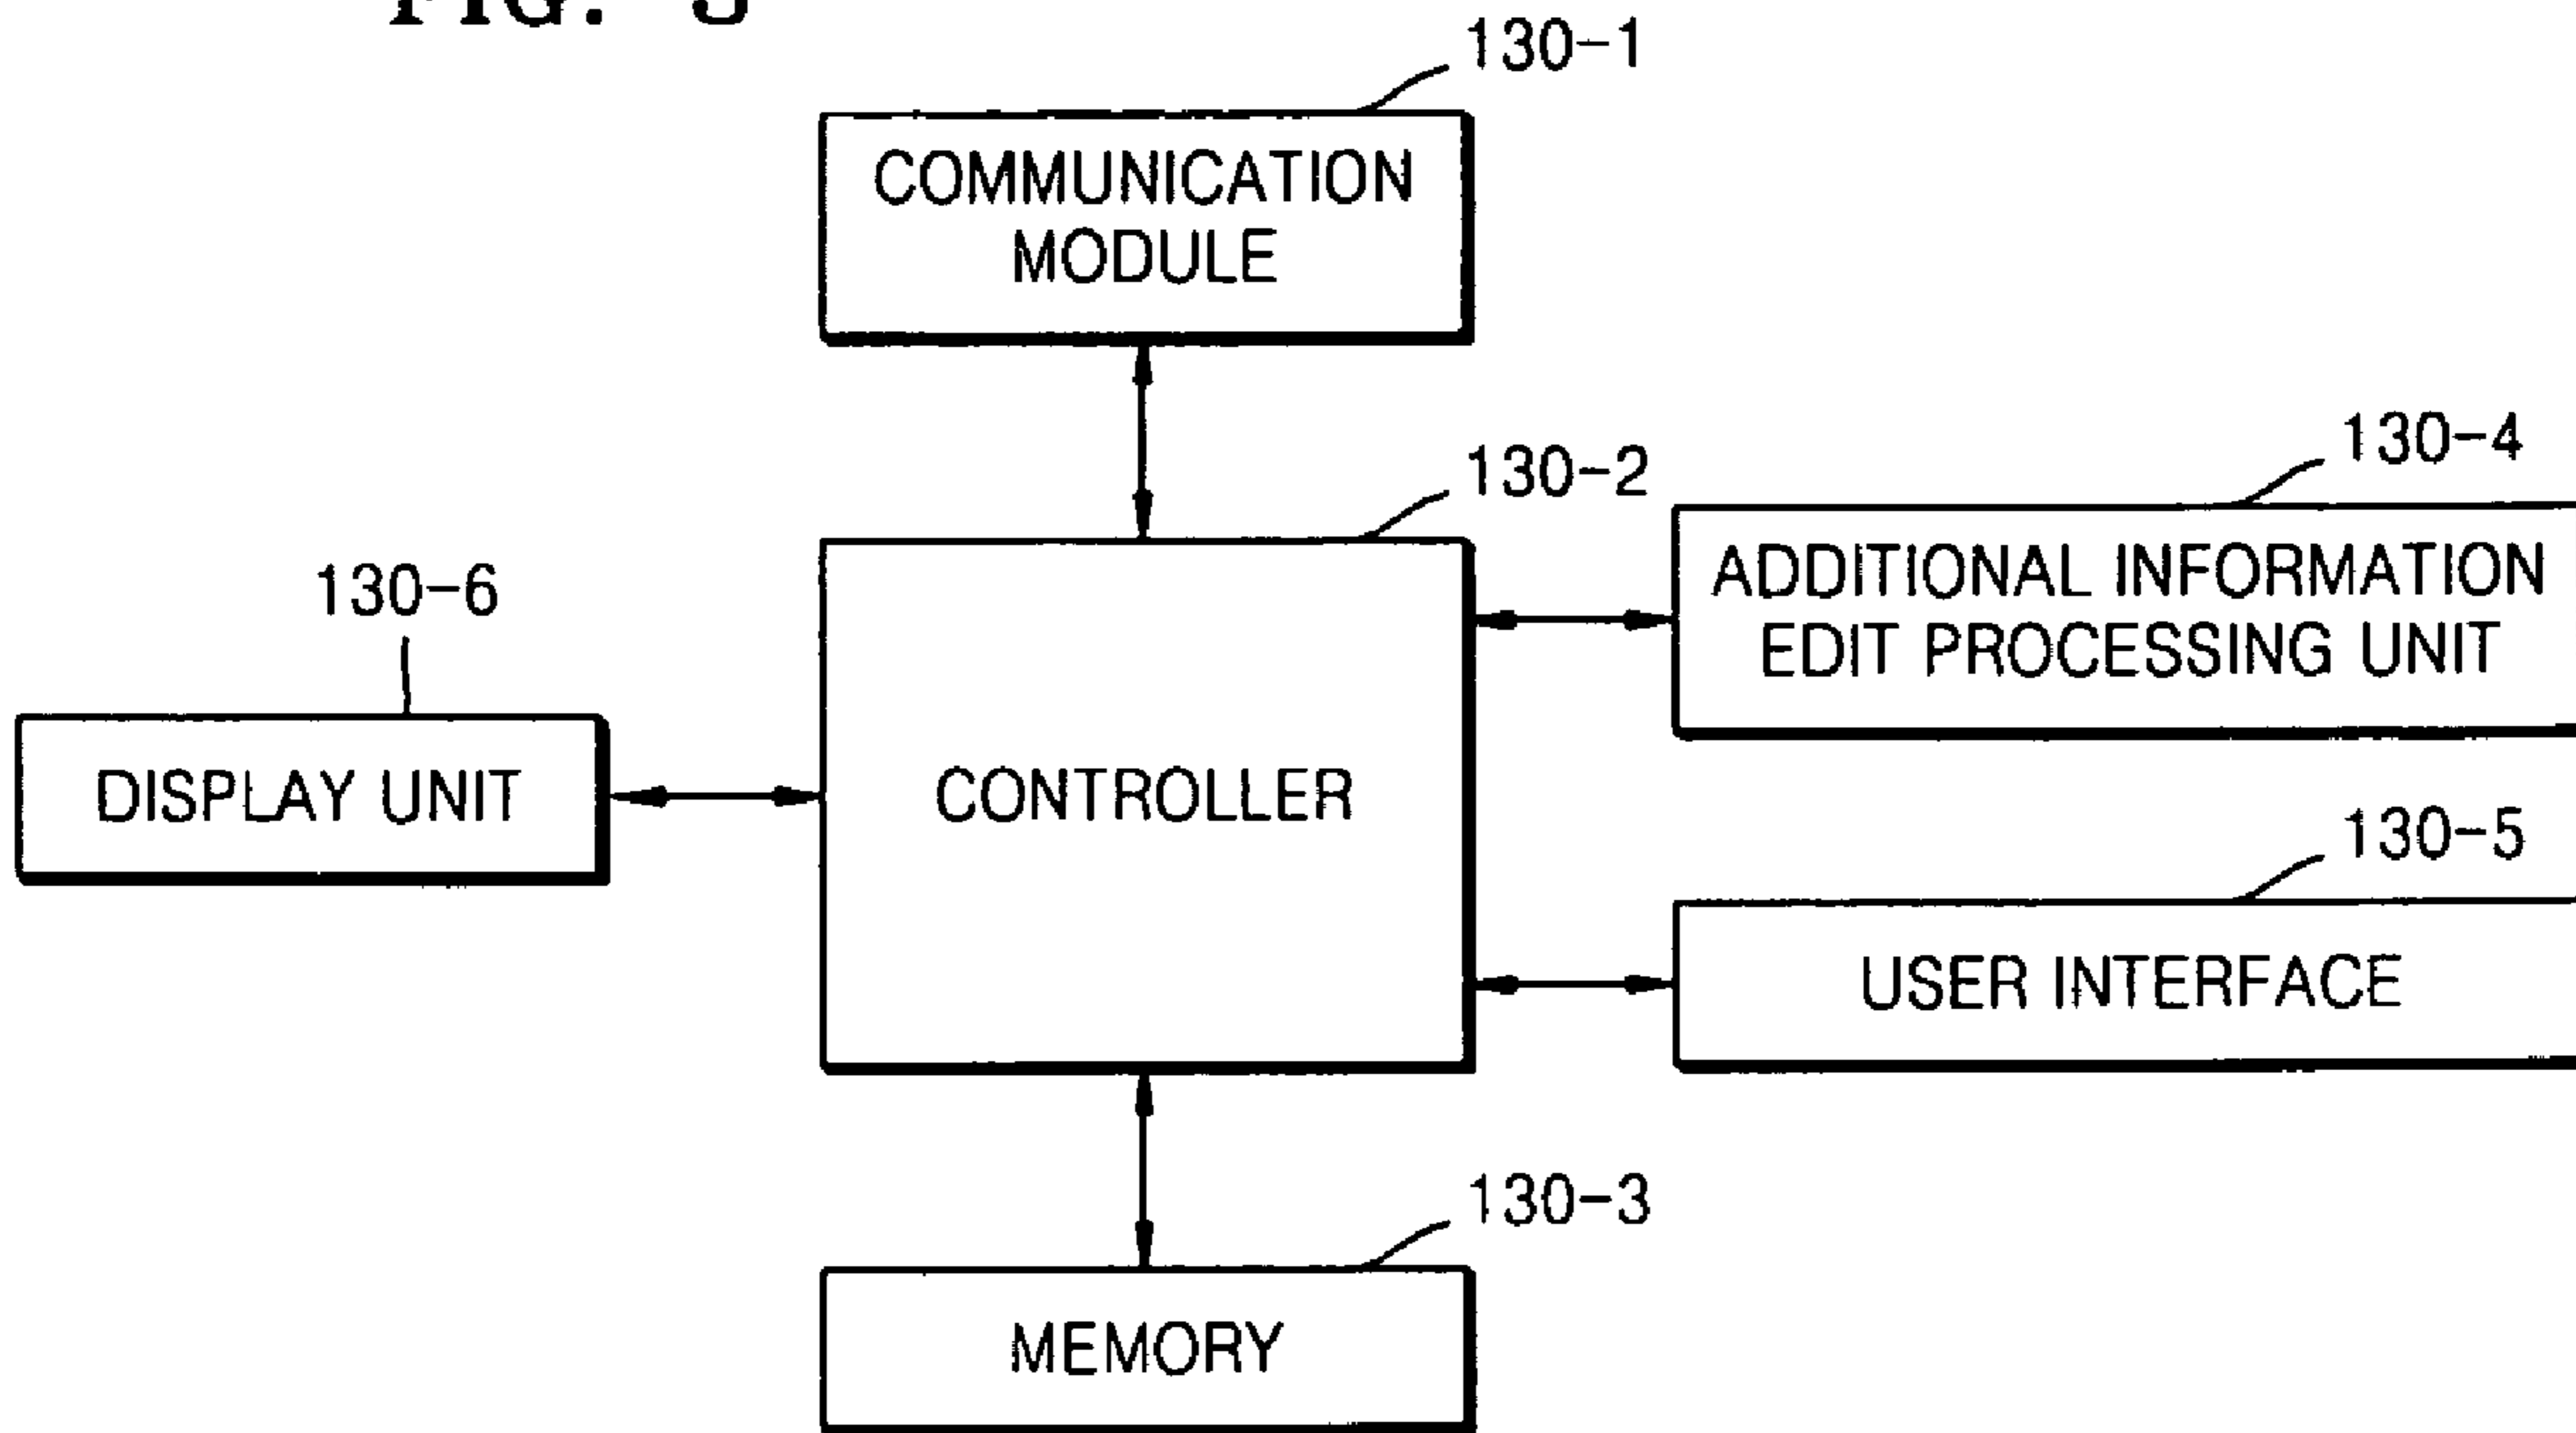 FIG.
130-1
COMMUNICATION
MODULE
130-2
130-4
ADDITIONAL INFORMATION
EDIT PROCESSING UNIT
130-6
DISPLAY UNIT
CONTROLLER
130-5
USER INTERFACE
130-3
MEMORY